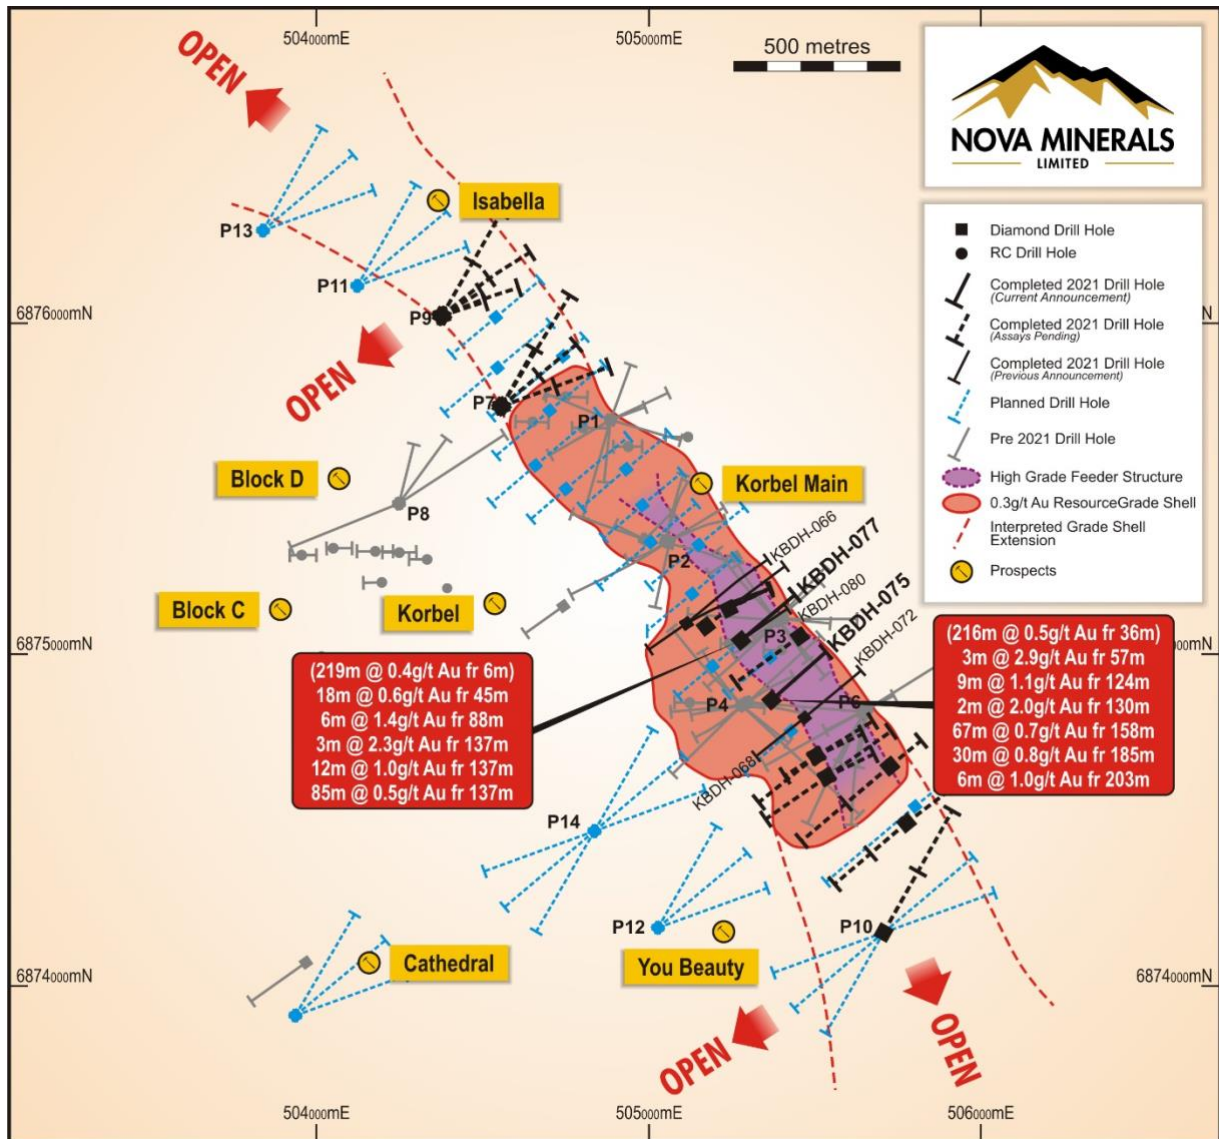 504000mE
505000mE
500 metres
OPEN
NOVA MINERALS
LIMITED
Isabella
P13
P11
6876000mN
P9
OPEN
P7
P1
Diamond Drill Hole
RC Drill Hole
Completed 2021 Drill Hole
(Current Announcement)
Completed 2021 Drill Hole
(Assays Pending)
Completed 2021 Drill Hole
(Previous Announcement)
Planned Drill Hole
Pre 2021 Drill Hole
High Grade Feeder Structure
0.3g/t Au ResourceGrade Shell
Interpreted Grade Shell
Extension
Prospects
N
Block D
Korbel Main
P8
P2
KBDH-066
KBDH-077
KBDH-080
KBDH-075
KBDH-072
Block C
Korbel
P3
6875000mN
000mN
(219m @ 0.4g/t Au fr 6m)
18m @ 0.6g/t Au fr 45m
6m @ 1.4g/t Au fr 88m
3m @ 2.3g/t Au fr 137m
12m @ 1.0g/t Au fr 137m
85m @ 0.5g/t Au fr 137m
(216m @ 0.5g/t Au fr 36m)
3m @ 2.9g/t Au fr 57m
9m @ 1.1g/t Au fr 124m
2m @ 2.0g/t Au fr 130m
67m @ 0.7g/t Au fr 158m
30m @ 0.8g/t Au fr 185m
6m @ 1.0g/t Au fr 203m
P4
P6
KBDH-068
P14
P12
P10
Cathedral
You Beauty
6874000mN
6874000mN
OPEN
OPEN
504000mE
505000mE
506000mE